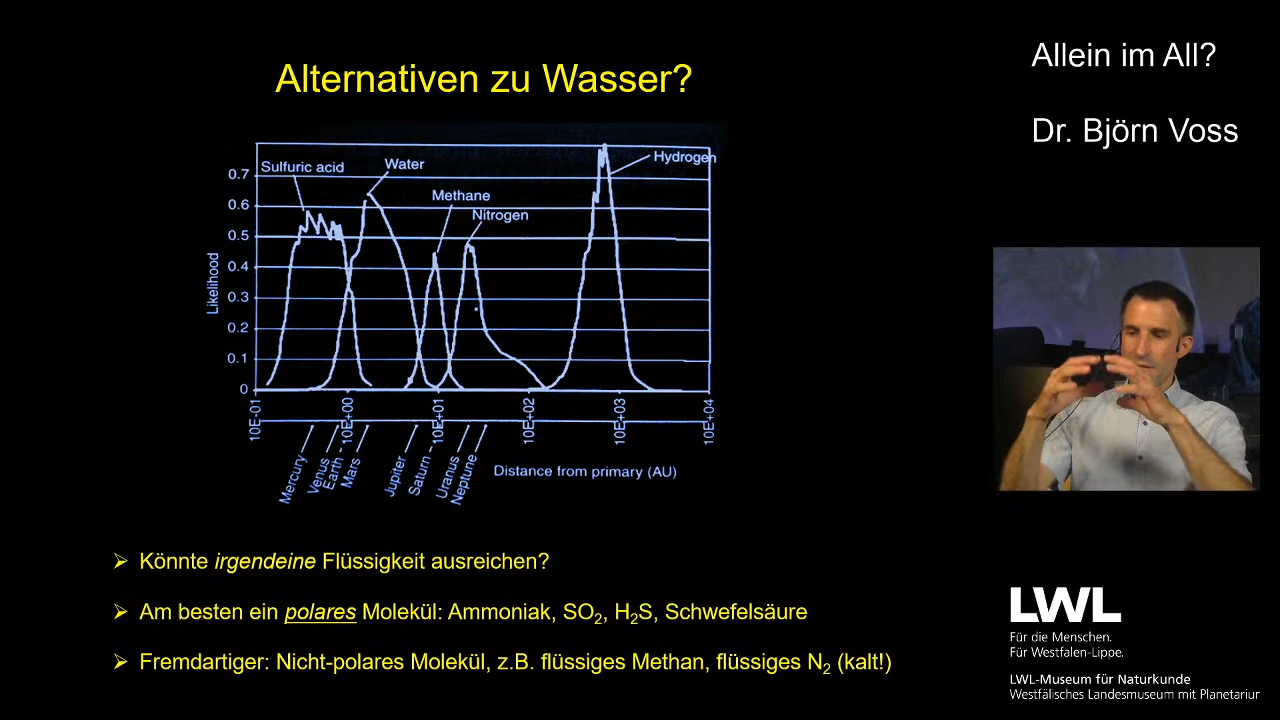 Alternativen zu Wasser?
Allein im All?
Dr. Björn Voss
Sulfuric acid
Water
Methane
Nitrogen
Hydrogen
Likelihood
0.7
0.6
0.5
0.4
0.3
0.2
0.1
0
10E-01
10E+00
10E+01
10E+02
10E+03
10E+04
Mercury
Venus
Earth
Mars
Jupiter
Saturn
Uranus
Neptune
Distance from primary (AU)
➢ Könnte irgendeine Flüssigkeit ausreichen?
➢ Am besten ein polares Molekül: Ammoniak, SO₂, H₂S, Schwefelsäure
➢ Fremdartiger: Nicht-polares Molekül, z.B. flüssiges Methan, flüssiges N₂ (kalt!)
LWL
Für die Menschen.
Für Westfalen-Lippe.
LWL-Museum für Naturkunde
Westfälisches Landesmuseum mit Planetariur